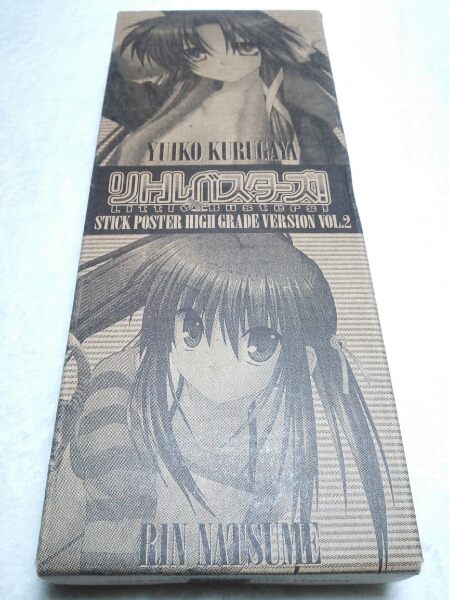 YUIKO KURUGAYA
リトルバスターズ!
LITTLE BUSTERS!
STICK POSTER HIGH GRADE VERSION VOL.2
RIN NATSUME